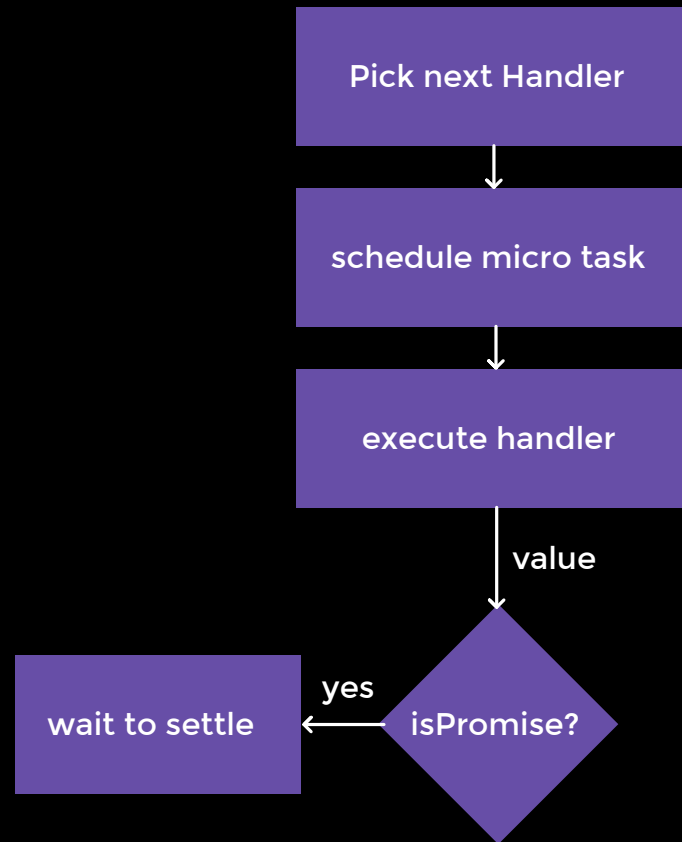 Pick next Handler
schedule micro task
execute handler
value
yes
wait to settle
isPromise?